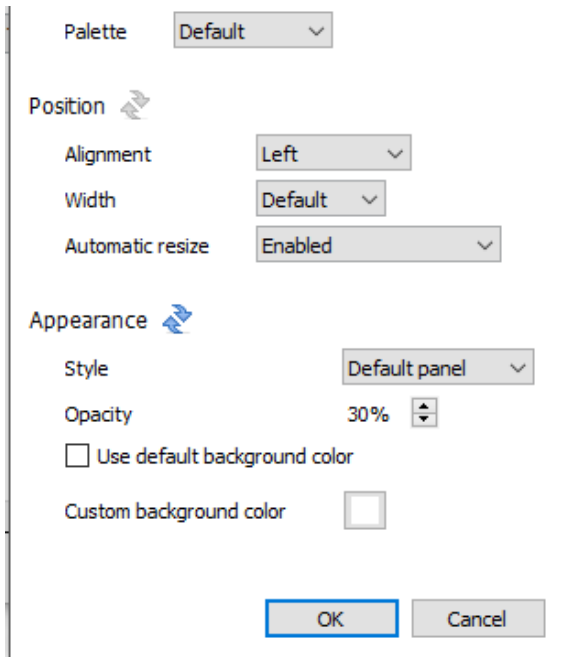 Palette Default
Position
Alignment Left
Width Default
Automatic resize Enabled
Appearance
Style Default panel
Opacity 30%
Use default background color
Custom background color
OK Cancel